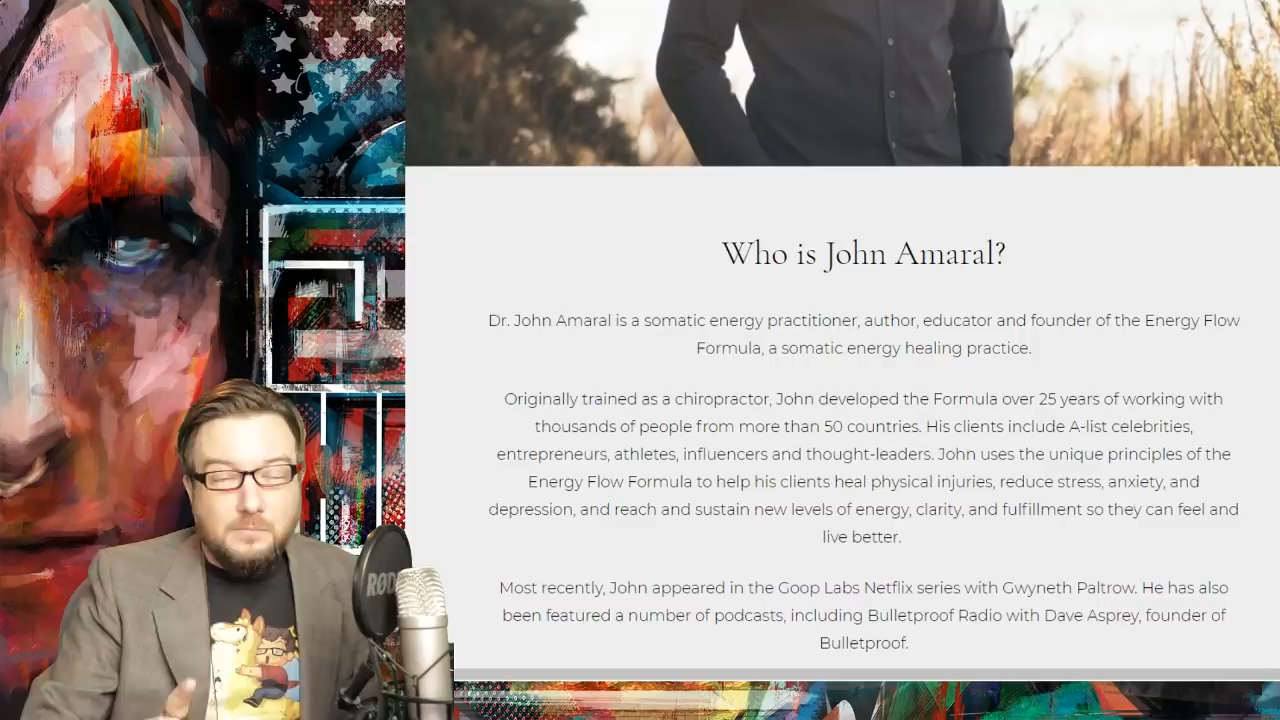 Who is John Amaral?
Dr. John Amaral is a somatic energy practitioner, author, educator and founder of the Energy Flow
Formula, a somatic energy healing practice.
Originally trained as a chiropractor, John developed the Formula over 25 years of working with
thousands of people from more than 50 countries. His clients include A-list celebrities,
entrepreneurs, athletes, influencers and thought-leaders. John uses the unique principles of the
Energy Flow Formula to help his clients heal physical injuries, reduce stress, anxiety, and
depression, and reach and sustain new levels of energy, clarity, and fulfillment so they can feel and
live better.
Most recently, John appeared in the Goop Labs Netflix series with Gwyneth Paltrow. He has also
been featured a number of podcasts, including Bulletproof Radio with Dave Asprey, founder of
Bulletproof.
RØD